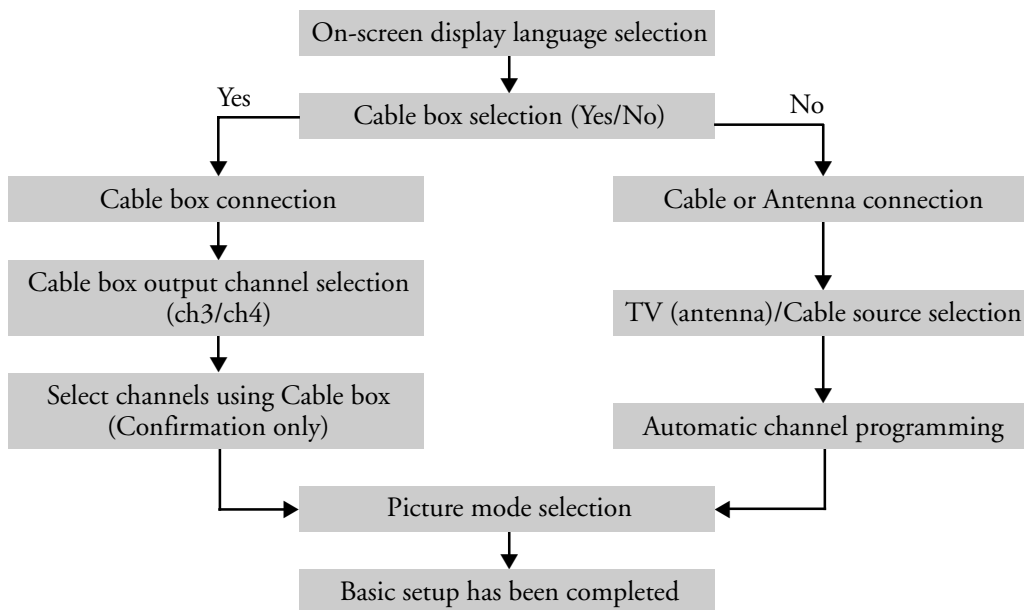 On-screen display language selection
Yes
Cable box selection (Yes/No)
No
Cable box connection
Cable or Antenna connection
Cable box output channel selection
(ch3/ch4)
TV (antenna)/Cable source selection
Select channels using Cable box
(Confirmation only)
Automatic channel programming
Picture mode selection
Basic setup has been completed